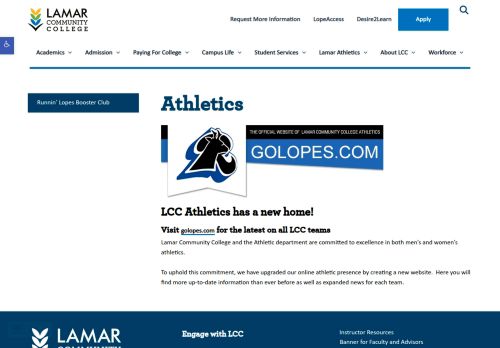 LAMAR
COMMUNITY
COLLEGE
Request More Information
LopeAccess
Desire2Learn
Apply
Academics
Admission
Paying For College
Campus Life
Student Services
Lamar Athletics
About LCC
Workforce
Runnin' Lopes Booster Club
Athletics
THE OFFICIAL WEBSITE OF LAMAR COMMUNITY COLLEGE ATHLETICS
GOLOPES.COM
LCC Athletics has a new home!
Visit golopes.com for the latest on all LCC teams
Lamar Community College and the Athletic department are committed to excellence in both men's and women's
athletics.
To uphold this commitment, we have upgraded our online athletic presence by creating a new website. Here you will
find more up-to-date information than ever before as well as expanded news for each team.
LAMAR
COMMUNITY
Engage with LCC
Instructor Resources
Banner for Faculty and Advisors